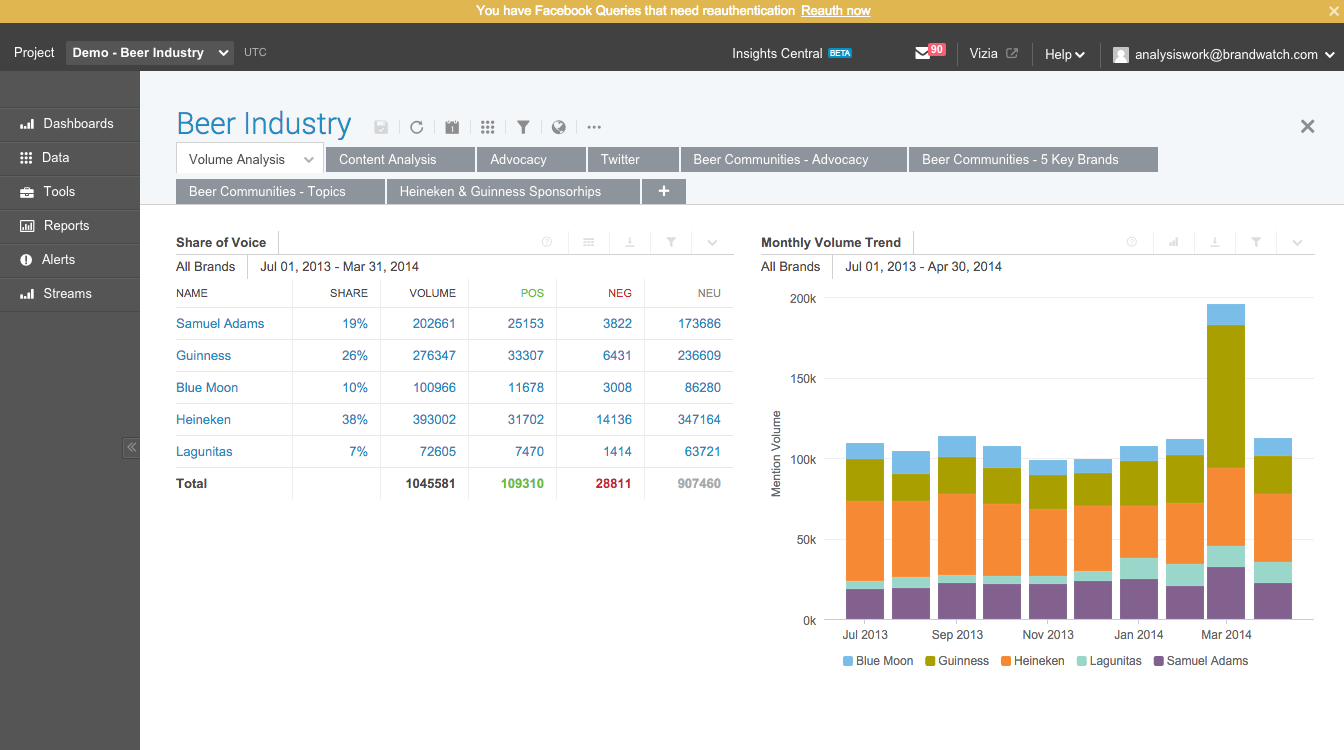 You have Facebook Queries that need reauthentication Reauth now
Project Demo - Beer Industry UTC Insights Central BETA 90 Vizia Help analysiswork@brandwatch.com
Dashboards
Data
Tools
Reports
Alerts
Streams
Beer Industry
Volume Analysis Content Analysis Advocacy Twitter Beer Communities - Advocacy Beer Communities - 5 Key Brands
Beer Communities - Topics Heineken & Guinness Sponsorhips +
Share of Voice
All Brands Jul 01, 2013 - Mar 31, 2014
NAME SHARE VOLUME POS NEG NEU
Samuel Adams 19% 202661 25153 3822 173686
Guinness 26% 276347 33307 6431 236609
Blue Moon 10% 100966 11678 3008 86280
Heineken 38% 393002 31702 14136 347164
Lagunitas 7% 72605 7470 1414 63721
Total 1045581 109310 28811 907460
Monthly Volume Trend
All Brands Jul 01, 2013 - Apr 30, 2014
Mention Volume
200k
150k
100k
50k
0k
Jul 2013 Sep 2013 Nov 2013 Jan 2014 Mar 2014
Blue Moon Guinness Heineken Lagunitas Samuel Adams